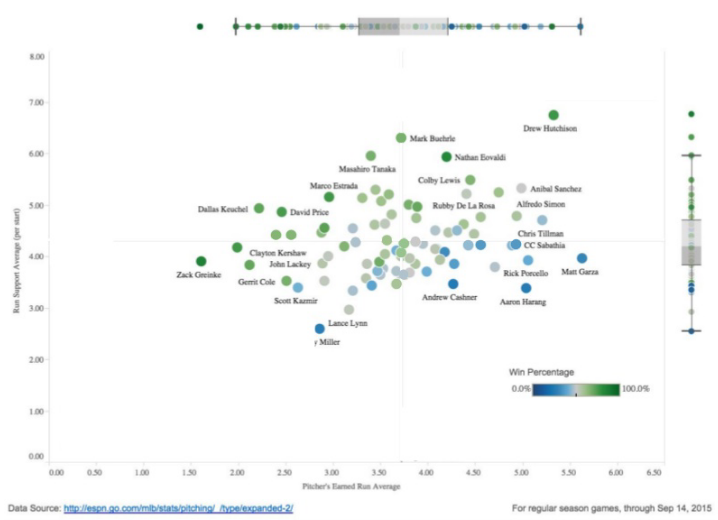 8.00
7.00
6.00
5.00
4.00
3.00
2.00
1.00
0.00
Run Support Average (per start)
Drew Hutchison
Mark Buehrle
Nathan Eovaldi
Masahiro Tanaka
Colby Lewis
Marco Estrada
Anibal Sanchez
Dallas Keuchel
David Price
Rubby De La Rosa
Alfredo Simon
Chris Tillman
CC Sabathia
Clayton Kershaw
John Lackey
Zack Greinke
Gerrit Cole
Rick Porcello
Matt Garza
Scott Kazmir
Andrew Cashner
Aaron Harang
Lance Lynn
y Miller
Win Percentage
0.0%
100.0%
0.00 0.50 1.00 1.50 2.00 2.50 3.00 3.50 4.00 4.50 5.00 5.50 6.00 6.50
Pitcher's Earned Run Average
Data Source: http://espn.go.com/mlb/stats/pitching/_/type/expanded-2/
For regular season games, through Sep 14, 2015